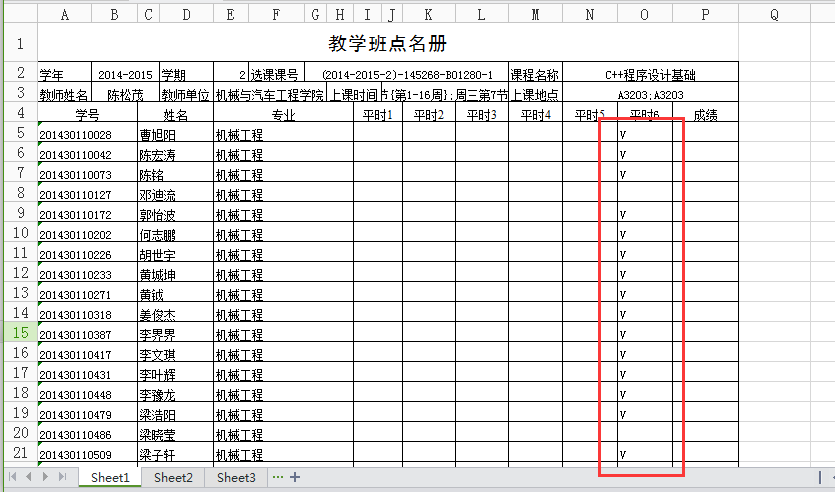 A B C D E F G H I J K L M N O P Q
1 教学班点名册
2 学年 2014-2015 学期 2 选课课号 (2014-2015-2)-145268-B01280-1 课程名称 C++程序设计基础
3 教师姓名 陈松茂 教师单位 机械与汽车工程学院 上课时间 节{第1-16周};周三第7节 上课地点 A3203;A3203
4 学号 姓名 专业 平时1 平时2 平时3 平时4 平时5 平时6 成绩
5 201430110028 曹旭阳 机械工程 V
6 201430110042 陈宏涛 机械工程 V
7 201430110073 陈铭 机械工程 V
8 201430110127 邓迪流 机械工程
9 201430110172 郭怡波 机械工程 V
10 201430110202 何志鹏 机械工程 V
11 201430110226 胡世宇 机械工程 V
12 201430110233 黄城坤 机械工程 V
13 201430110271 黄钺 机械工程 V
14 201430110318 姜俊杰 机械工程 V
15 201430110387 李男界 机械工程 V
16 201430110417 李文琪 机械工程 V
17 201430110431 李叶辉 机械工程 V
18 201430110448 李豫龙 机械工程 V
19 201430110479 梁洁阳 机械工程 V
20 201430110486 梁晓莹 机械工程
21 201430110509 梁子轩 机械工程 V
Sheet1 Sheet2 Sheet3 ··· +